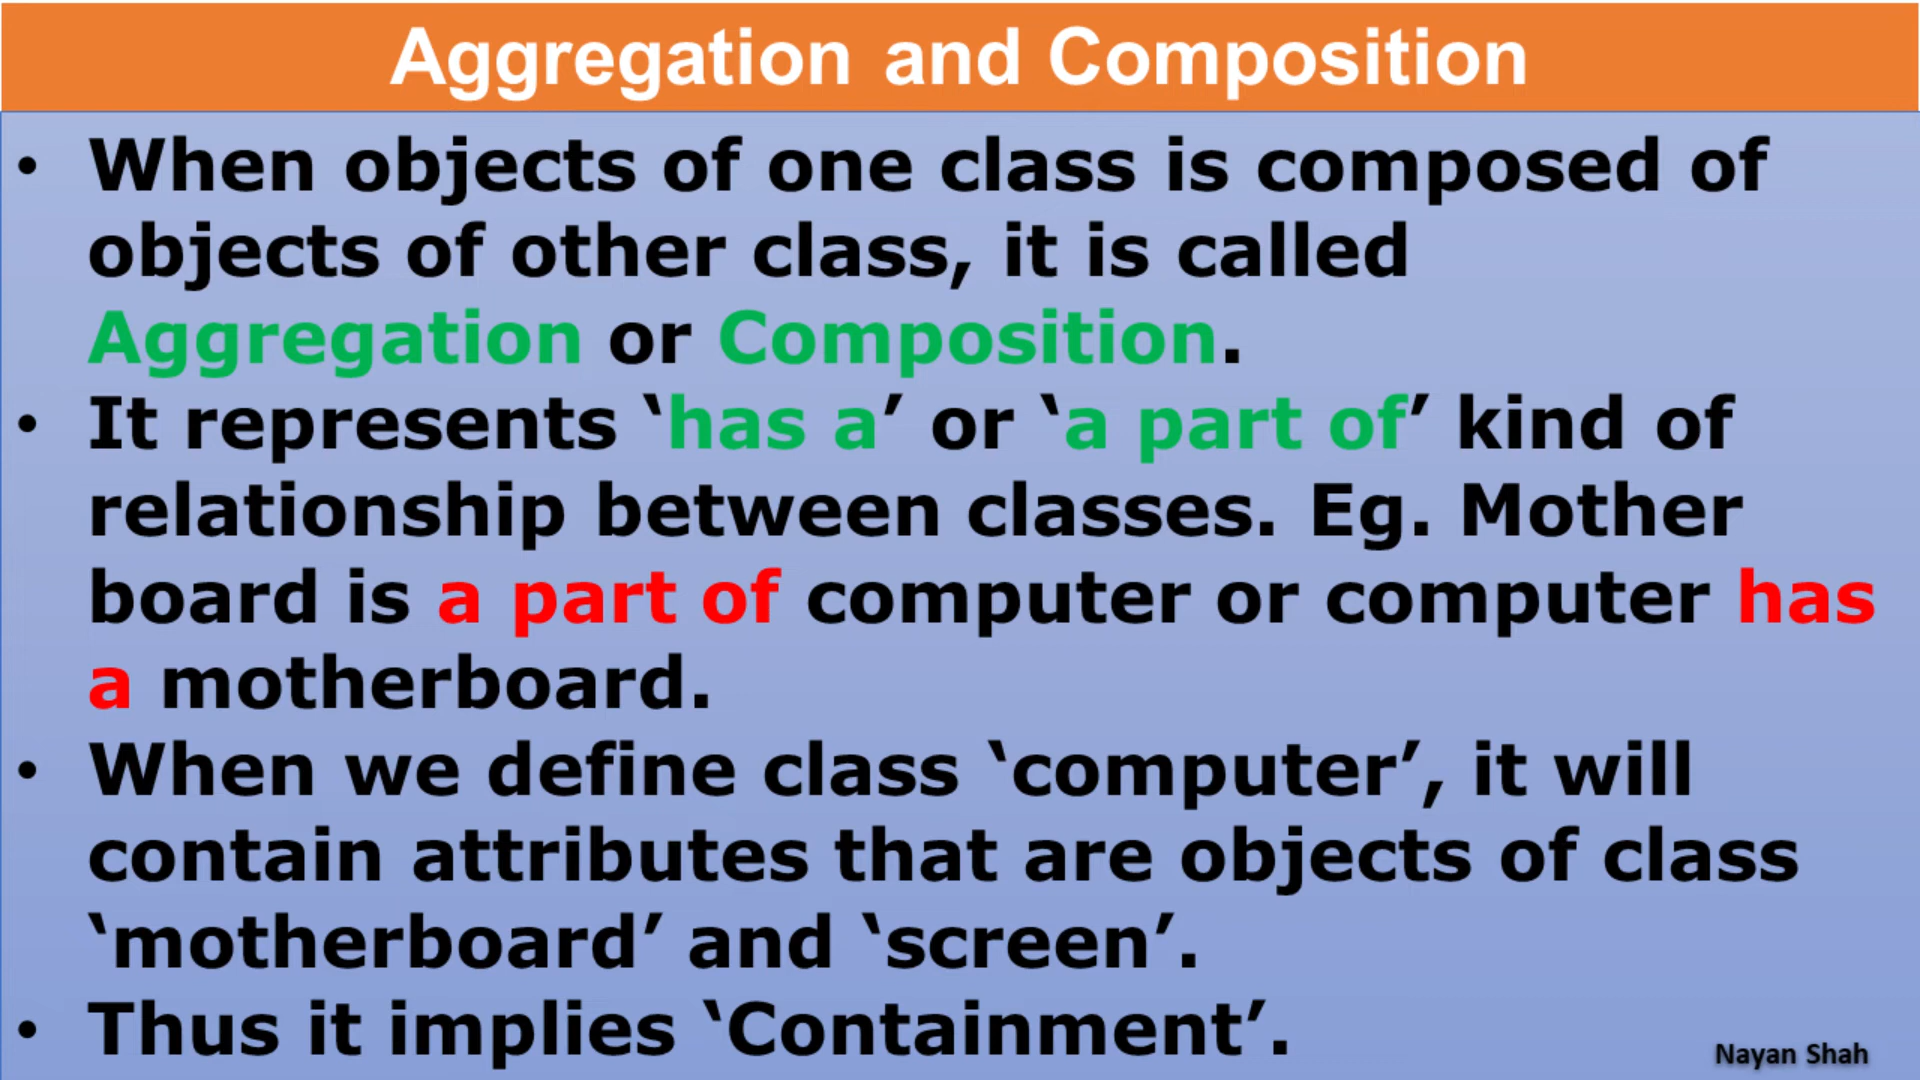 Aggregation and Composition
• When objects of one class is composed of
objects of other class, it is called
Aggregation or Composition.
• It represents ‘has a’ or ‘a part of’ kind of
relationship between classes. Eg. Mother
board is a part of computer or computer has
a motherboard.
• When we define class ‘computer’, it will
contain attributes that are objects of class
‘motherboard’ and ‘screen’.
• Thus it implies ‘Containment’.
Nayan Shah